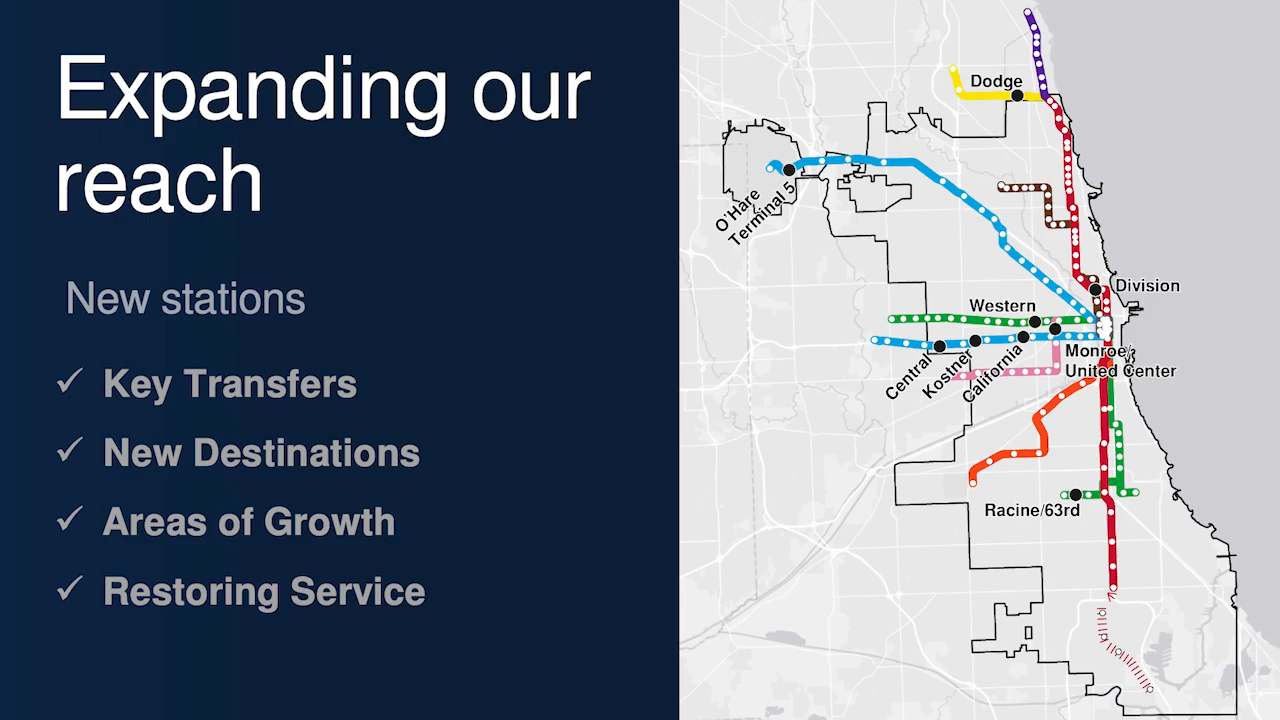 Expanding our
reach
New stations
✓ Key Transfers
✓ New Destinations
✓ Areas of Growth
✓ Restoring Service
Dodge
O'Hare
Terminal 5
Division
Western
Central
Kostner
California
Monroe/
United Center
Racine/63rd